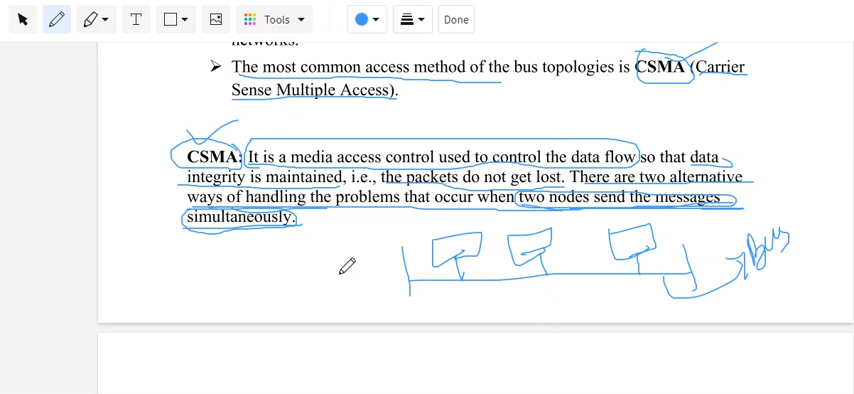 T Tools Done
networks.
➤ The most common access method of the bus topologies is CSMA (Carrier
Sense Multiple Access).
CSMA: It is a media access control used to control the data flow so that data
integrity is maintained, i.e., the packets do not get lost. There are two alternative
ways of handling the problems that occur when two nodes send the messages
simultaneously.
Bus